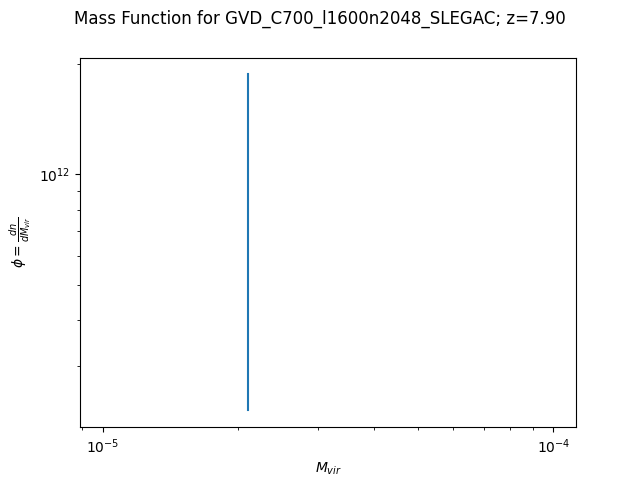 Mass Function for GVD_C700_l1600n2048_SLEGAC; z=7.90
10^12
ϕ = dn/dM_vir
10^-5
10^-4
M_vir